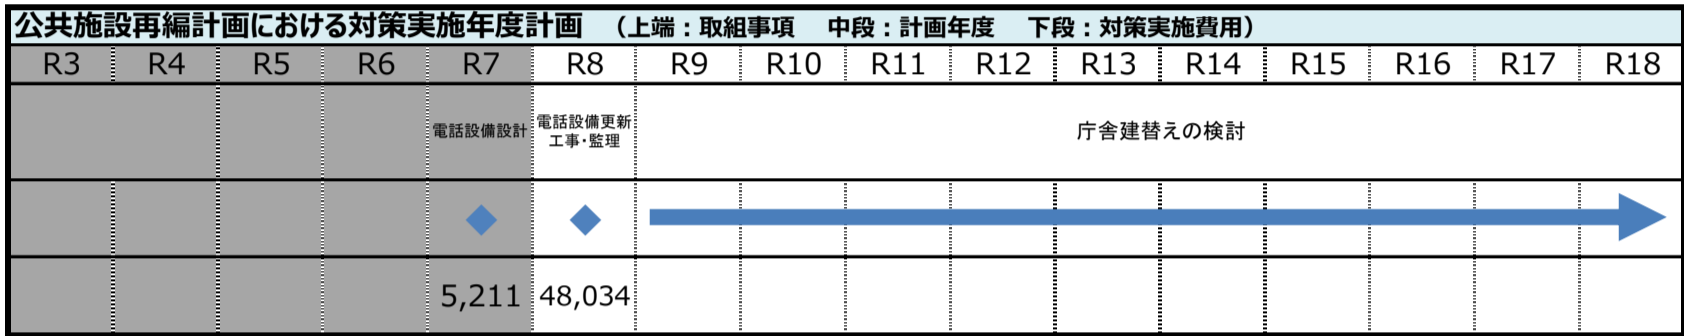 公共施設再編計画における対策実施年度計画 （上端：取組事項 中段：計画年度 下段：対策実施費用）
R3 R4 R5 R6 R7 R8 R9 R10 R11 R12 R13 R14 R15 R16 R17 R18
電話設備設計
電話設備更新
工事・監理
庁舎建替えの検討
5,211 48,034